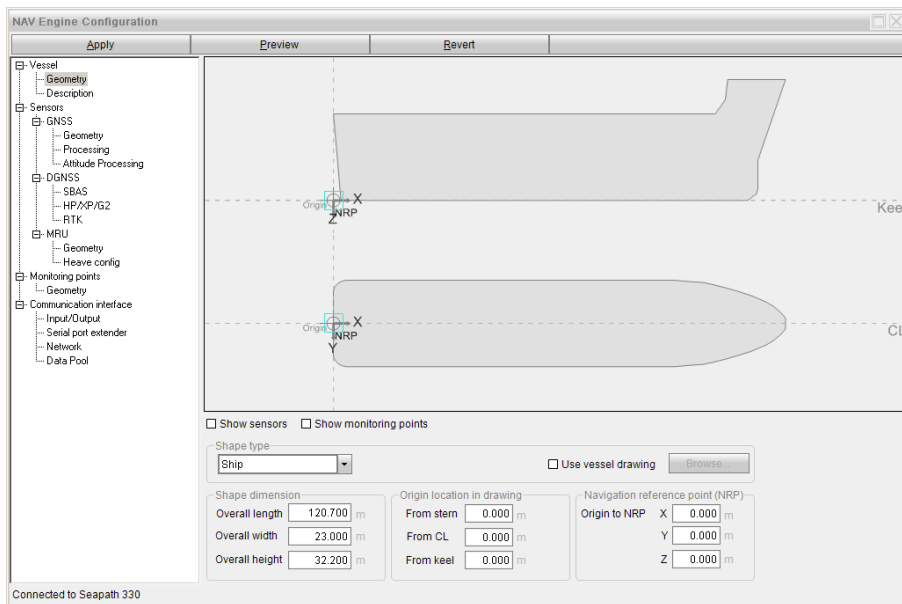 NAV Engine Configuration
Apply Preview Revert
Vessel
Geometry
Description
Sensors
GNSS
Geometry
Processing
Attitude Processing
DGNSS
SBAS
HP/XP/G2
RTK
MRU
Geometry
Heave config
Monitoring points
Geometry
Communication interface
Input/Output
Serial port extender
Network
Data Pool
Origin X
NRP
Z
Kee
Origin X
NRP
Y
CL
Show sensors Show monitoring points
Shape type
Ship Use vessel drawing Browse...
Shape dimension
Overall length 120.700 m
Overall width 23.000 m
Overall height 32.200 m
Origin location in drawing
From stern 0.000 m
From CL 0.000 m
From keel 0.000 m
Navigation reference point (NRP)
Origin to NRP X 0.000 m
Y 0.000 m
Z 0.000 m
Connected to Seapath 330